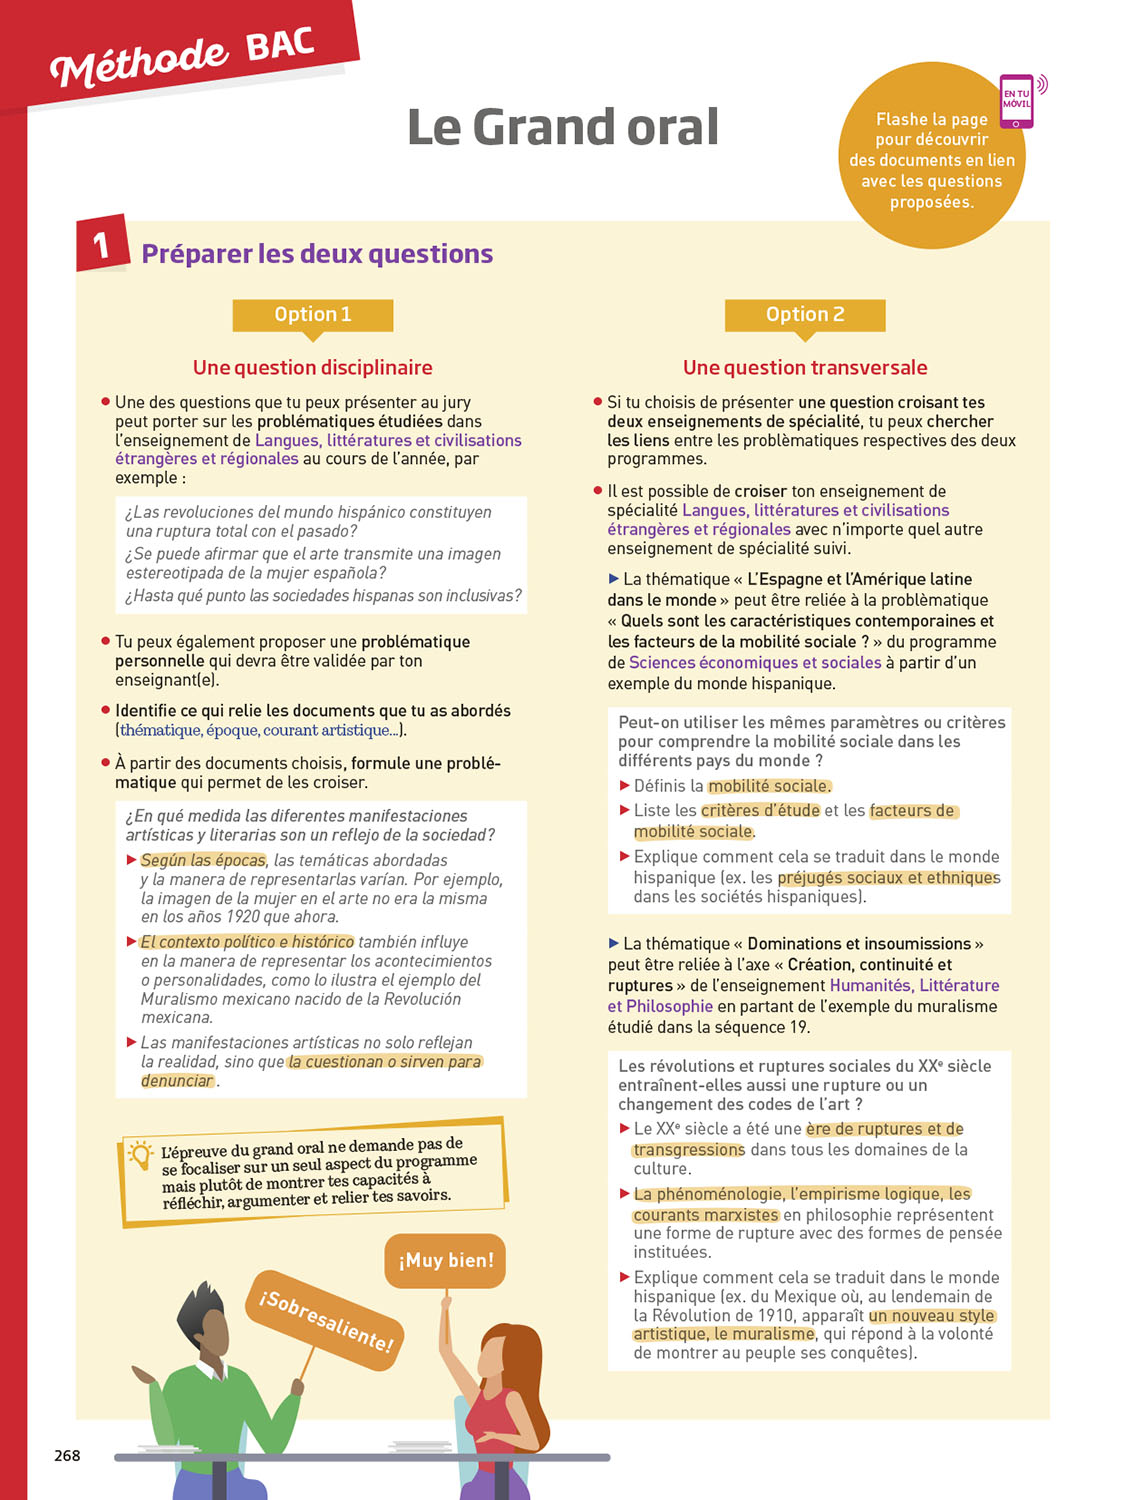 Méthode BAC
Le Grand oral
EN TU
MÓVIL
Flashe la page
pour découvrir
des documents en lien
avec les questions
proposées.
1
Préparer les deux questions
Option 1
Une question disciplinaire
Une des questions que tu peux présenter au jury
peut porter sur les problématiques étudiées dans
l'enseignement de Langues, littératures et civilisations
étrangères et régionales au cours de l'année, par
exemple :
¿Las revoluciones del mundo hispánico constituyen
una ruptura total con el pasado?
¿Se puede afirmar que el arte transmite una imagen
estereotipada de la mujer española?
¿Hasta qué punto las sociedades hispanas son inclusivas?
Tu peux également proposer une problématique
personnelle qui devra être validée par ton
enseignant(e).
Identifie ce qui relie les documents que tu as abordés
(thématique, époque, courant artistique...).
À partir des documents choisis, formule une problé-
matique qui permet de les croiser.
¿En qué medida las diferentes manifestaciones
artísticas y literarias son un reflejo de la sociedad?
Según las épocas, las temáticas abordadas
y la manera de representarlas varían. Por ejemplo,
la imagen de la mujer en el arte no era la misma
en los años 1920 que ahora.
El contexto político e histórico también influye
en la manera de representar los acontecimientos
o personalidades, como lo ilustra el ejemplo del
Muralismo mexicano nacido de la Revolución
mexicana.
Las manifestaciones artísticas no solo reflejan
la realidad, sino que la cuestionan o sirven para
denunciar .
L'épreuve du grand oral ne demande pas de
se focaliser sur un seul aspect du programme
mais plutôt de montrer tes capacités à
réfléchir, argumenter et relier tes savoirs.
¡Muy bien!
¡Sobresaliente!
Option 2
Une question transversale
Si tu choisis de présenter une question croisant tes
deux enseignements de spécialité, tu peux chercher
les liens entre les problèmatiques respectives des deux
programmes.
Il est possible de croiser ton enseignement de
spécialité Langues, littératures et civilisations
étrangères et régionales avec n'importe quel autre
enseignement de spécialité suivi.
La thématique « L'Espagne et l'Amérique latine
dans le monde » peut être reliée à la problèmatique
« Quels sont les caractéristiques contemporaines et
les facteurs de la mobilité sociale ? » du programme
de Sciences économiques et sociales à partir d'un
exemple du monde hispanique.
Peut-on utiliser les mêmes paramètres ou critères
pour comprendre la mobilité sociale dans les
différents pays du monde ?
Définis la mobilité sociale.
Liste les critères d'étude et les facteurs de
mobilité sociale.
Explique comment cela se traduit dans le monde
hispanique (ex. les préjugés sociaux et ethniques
dans les sociétés hispaniques).
La thématique « Dominations et insoumissions »
peut être reliée à l'axe « Création, continuité et
ruptures » de l'enseignement Humanités, Littérature
et Philosophie en partant de l'exemple du muralisme
étudié dans la séquence 19.
Les révolutions et ruptures sociales du XXe siècle
entraînent-elles aussi une rupture ou un
changement des codes de l'art ?
Le XXe siècle a été une ère de ruptures et de
transgressions dans tous les domaines de la
culture.
La phénoménologie, l'empirisme logique, les
courants marxistes en philosophie représentent
une forme de rupture avec des formes de pensée
instituées.
Explique comment cela se traduit dans le monde
hispanique (ex. du Mexique où, au lendemain de
la Révolution de 1910, apparaît un nouveau style
artistique, le muralisme, qui répond à la volonté
de montrer au peuple ses conquêtes).
268